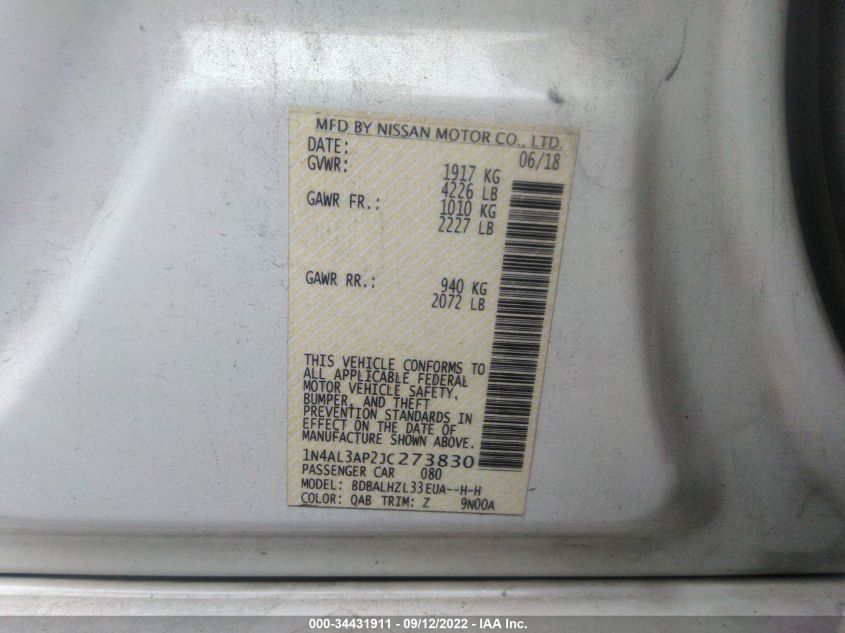 MFD BY NISSAN MOTOR CO., LTD.
DATE: 06/18
GVWR: 1917 KG
4226 LB
GAWR FR.: 1010 KG
2227 LB
GAWR RR.: 940 KG
2072 LB
THIS VEHICLE CONFORMS TO
ALL APPLICABLE FEDERAL
MOTOR VEHICLE SAFETY,
BUMPER, AND THEFT
PREVENTION STANDARDS IN
EFFECT ON THE DATE OF
MANUFACTURE SHOWN ABOVE.
1N4AL3AP2JC273830
PASSENGER CAR 080
MODEL: BDBALHZL33EUA--H-H
COLOR: QAB TRIM: Z 9N00A
000-34431911 - 09/12/2022 - IAA Inc.